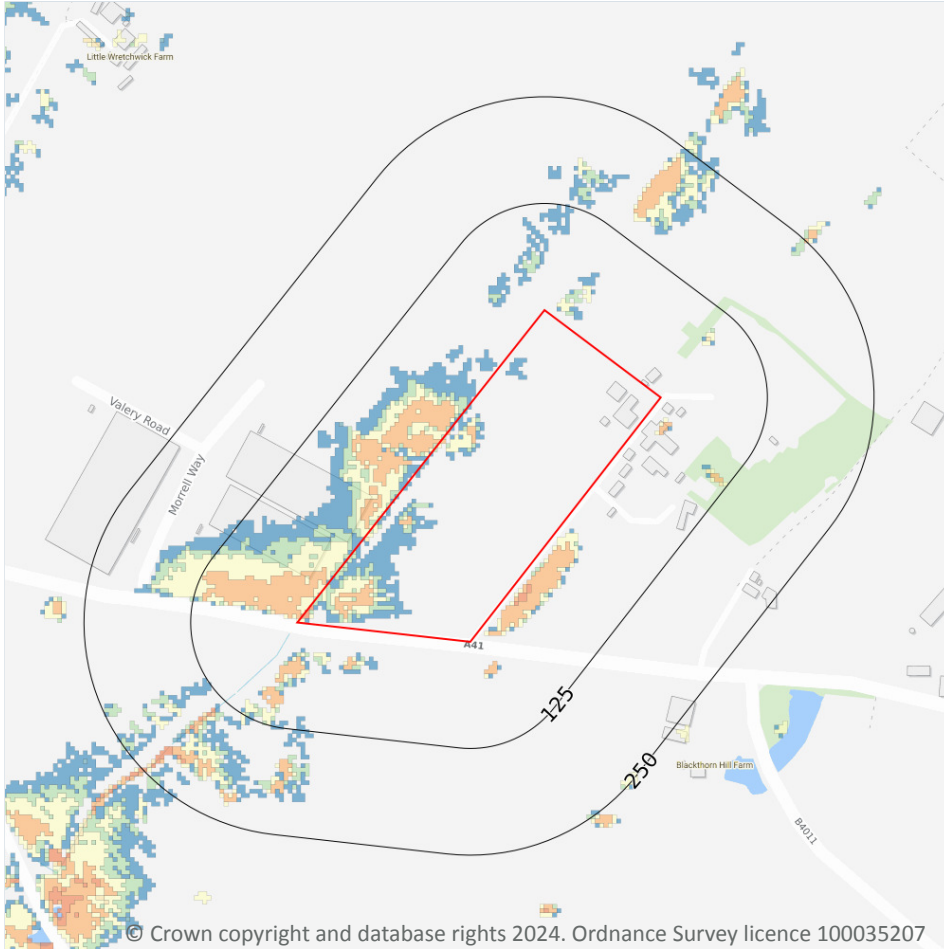 Little Wretchwick Farm
Valery Road
Morrell Way
A41
125
250
Blackthorn Hill Farm
B4011
© Crown copyright and database rights 2024. Ordnance Survey licence 100035207